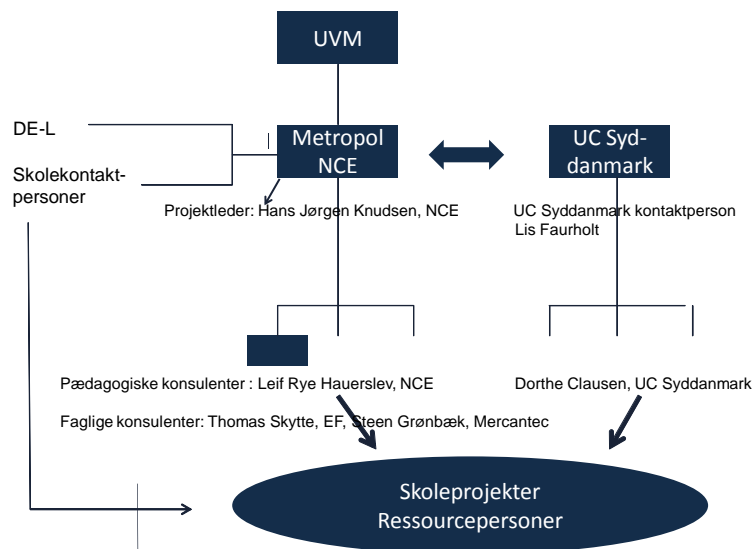 UVM
DE-L
Metropol
NCE
UC Syd-
danmark
Skolekontakt-
personer
Projektleder: Hans Jørgen Knudsen, NCE
UC Syddanmark kontaktperson
Lis Faurholt
Pædagogiske konsulenter : Leif Rye Hauerslev, NCE
Dorthe Clausen, UC Syddanmark
Faglige konsulenter: Thomas Skytte, EF, Steen Grønbæk, Mercantec
Skoleprojekter
Ressourcepersoner